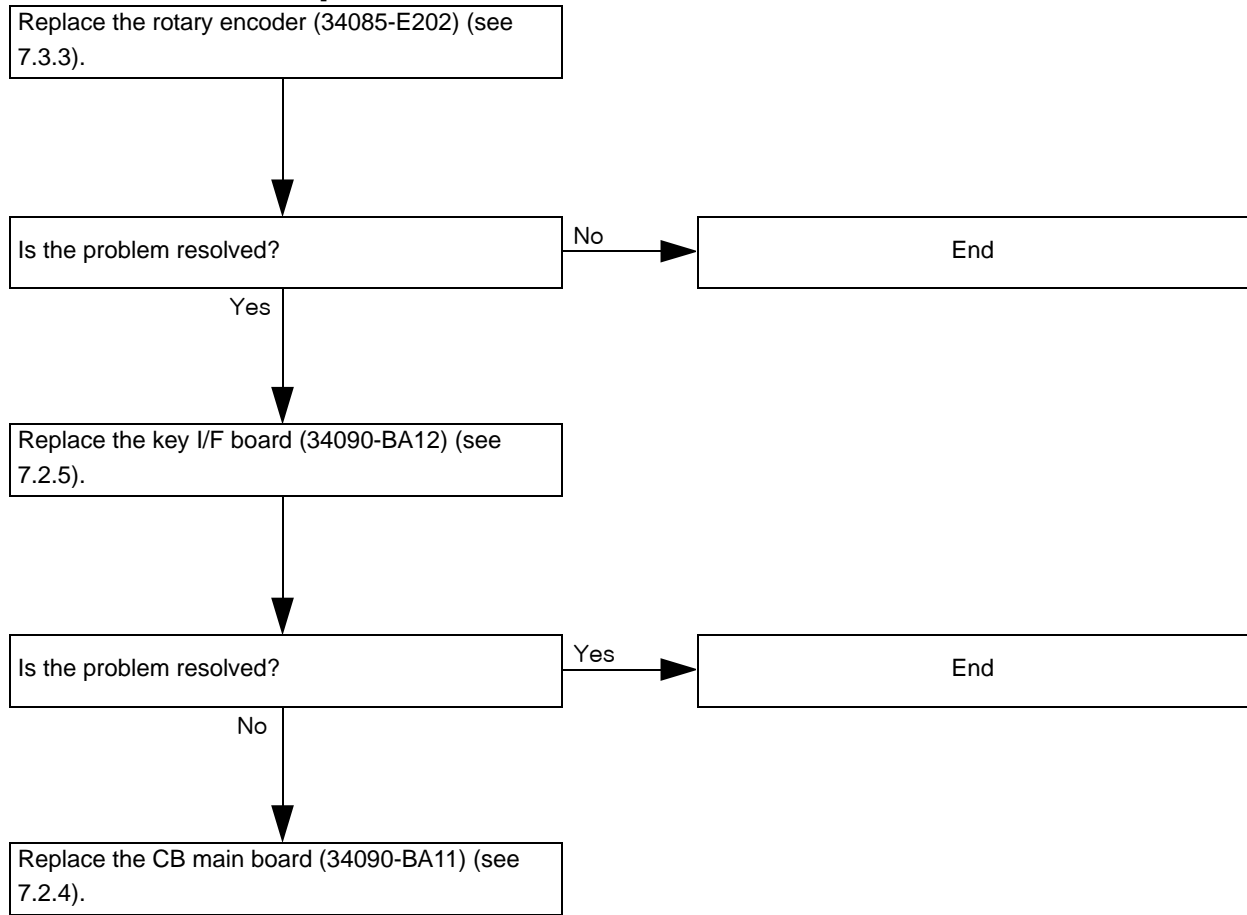 Replace the rotary encoder (34085-E202) (see
7.3.3).
Is the problem resolved?
No
End
Yes
Replace the key I/F board (34090-BA12) (see
7.2.5).
Is the problem resolved?
Yes
End
No
Replace the CB main board (34090-BA11) (see
7.2.4).